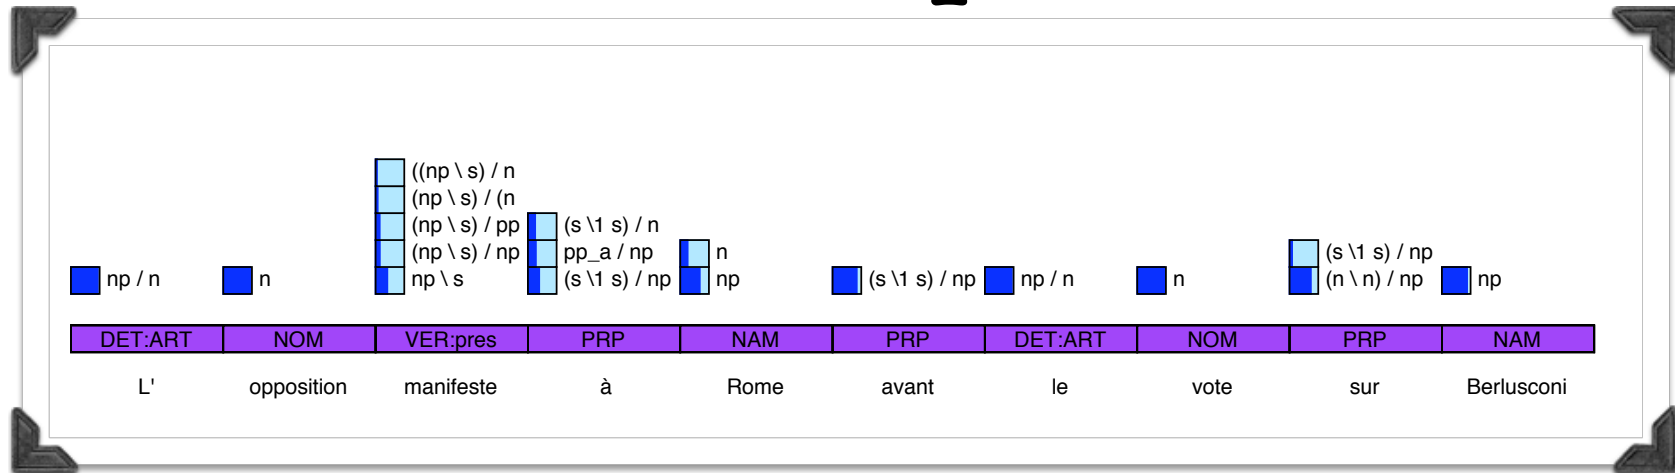 ((np \ s) / n
(np \ s) / (n
(np \ s) / pp (s \1 s) / n
(np \ s) / np pp_a / np n (s \1 s) / np
np / n n np \ s (s \1 s) / np np (s \1 s) / np np / n n (n \ n) / np np
DET:ART NOM VER:pres PRP NAM PRP DET:ART NOM PRP NAM
L' opposition manifeste à Rome avant le vote sur Berlusconi